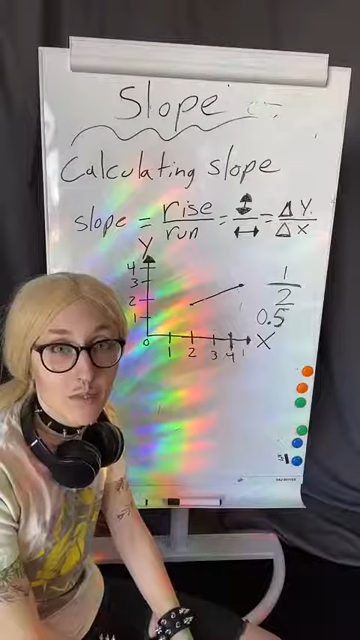 Slope
Calculating slope
slope = rise/run = ↕/↔ = ΔY/ΔX
Y
4
3
2
1
0 1 2 3 4 X
1/2
0.5